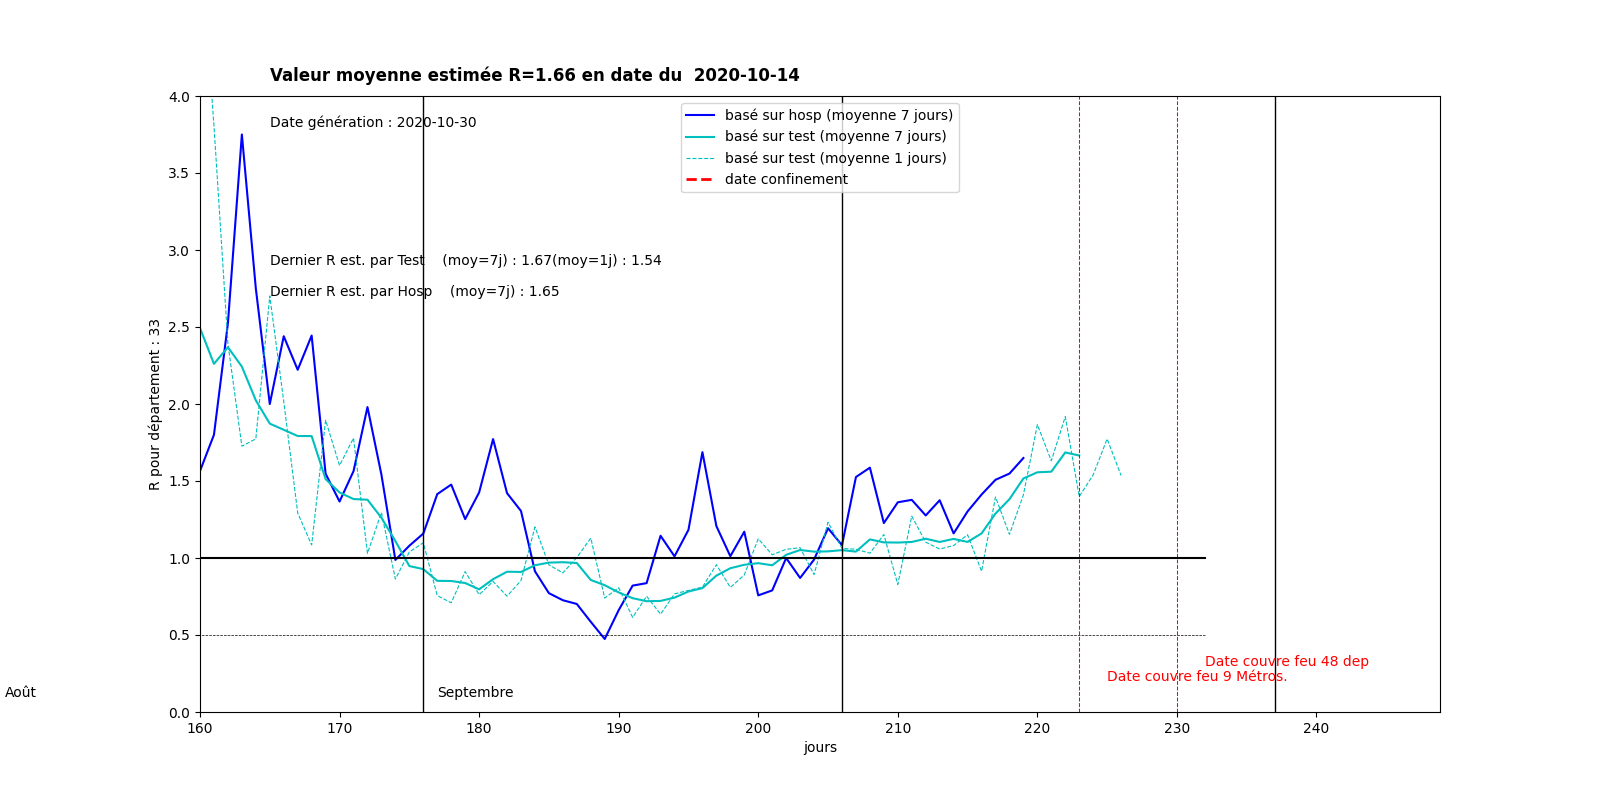 Valeur moyenne estimée R=1.66 en date du  2020-10-14
4.0
Date génération : 2020-10-30
basé sur hosp (moyenne 7 jours)
basé sur test (moyenne 7 jours)
basé sur test (moyenne 1 jours)
date confinement
3.5
3.0
Dernier R est. par Test    (moy=7j) : 1.67(moy=1j) : 1.54
Dernier R est. par Hosp    (moy=7j) : 1.65
2.5
R pour département : 33
2.0
1.5
1.0
0.5
Date couvre feu 48 dep
Date couvre feu 9 Métros.
Août
Septembre
0.0
160 170 180 190 200 210 220 230 240
jours